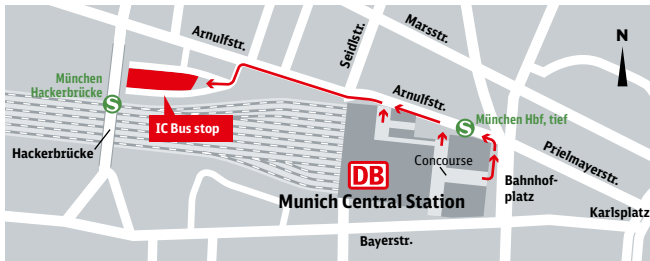 Arnulfstr.
Seidlstr.
Marsstr.
N
München
Hackerbrücke
S
IC Bus stop
Hackerbrücke
Arnulfstr.
S
München Hbf, tief
Prielmayerstr.
Concourse
DB
Munich Central Station
Bahnhof-
platz
Karlsplatz
Bayerstr.